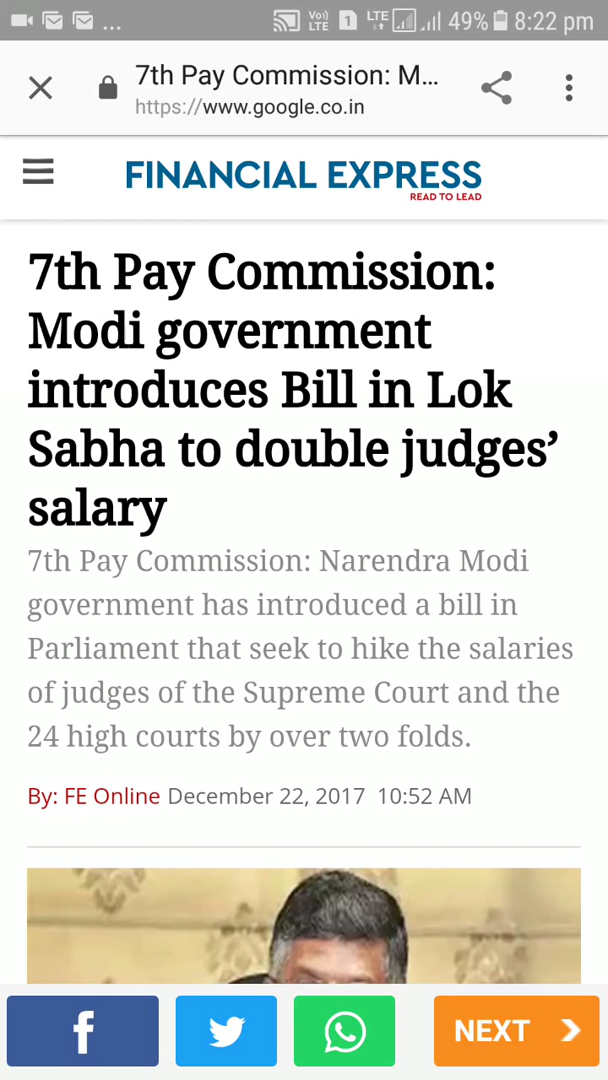 ... Vo) LTE 1 LTE 49% 8:22 pm
7th Pay Commission: M...
https://www.google.co.in
FINANCIAL EXPRESS
READ TO LEAD
7th Pay Commission:
Modi government
introduces Bill in Lok
Sabha to double judges’
salary
7th Pay Commission: Narendra Modi
government has introduced a bill in
Parliament that seek to hike the salaries
of judges of the Supreme Court and the
24 high courts by over two folds.
By: FE Online December 22, 2017 10:52 AM
f NEXT